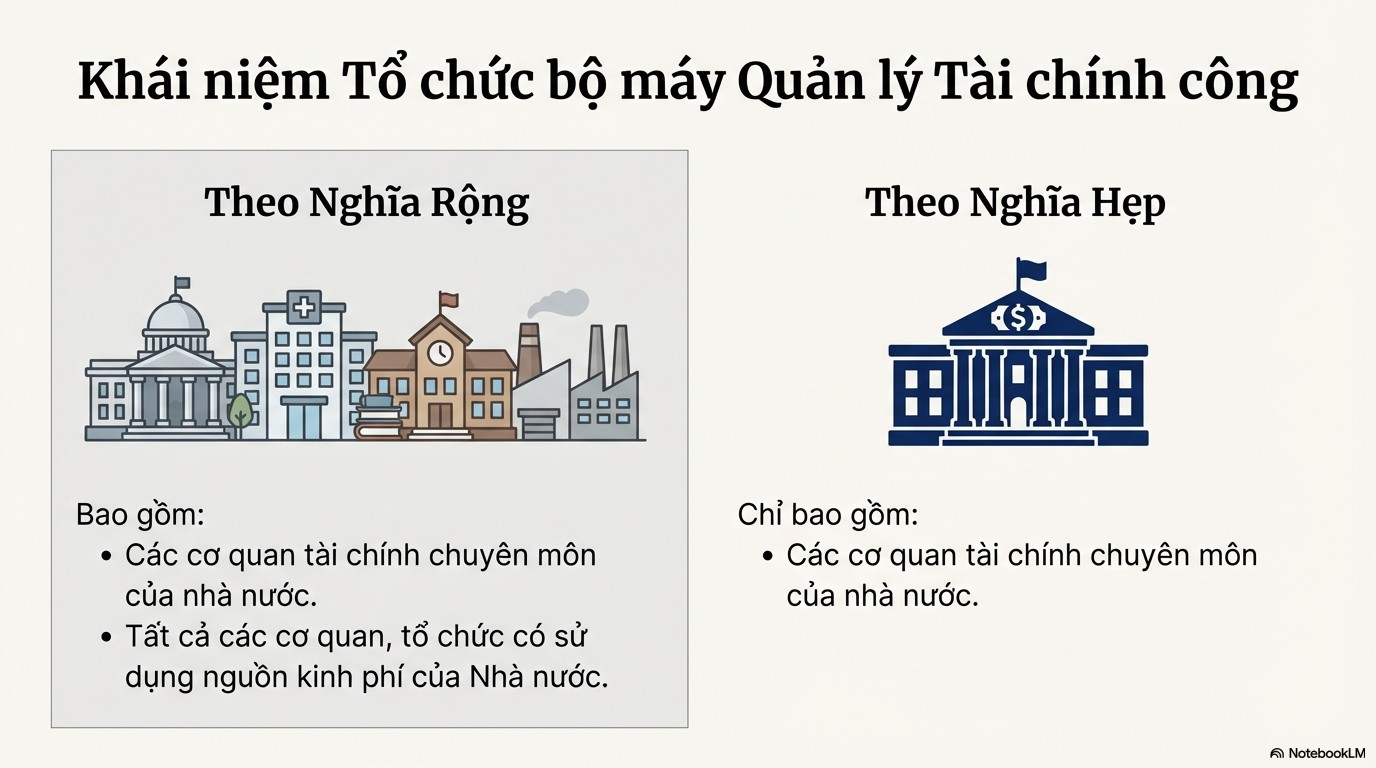 Khái niệm Tổ chức bộ máy Quản lý Tài chính công
Theo Nghĩa Rộng
Bao gồm:
• Các cơ quan tài chính chuyên môn
của nhà nước.
• Tất cả các cơ quan, tổ chức có sử
dụng nguồn kinh phí của Nhà nước.
Theo Nghĩa Hẹp
$
Chỉ bao gồm:
• Các cơ quan tài chính chuyên môn
của nhà nước.
NotebookLM